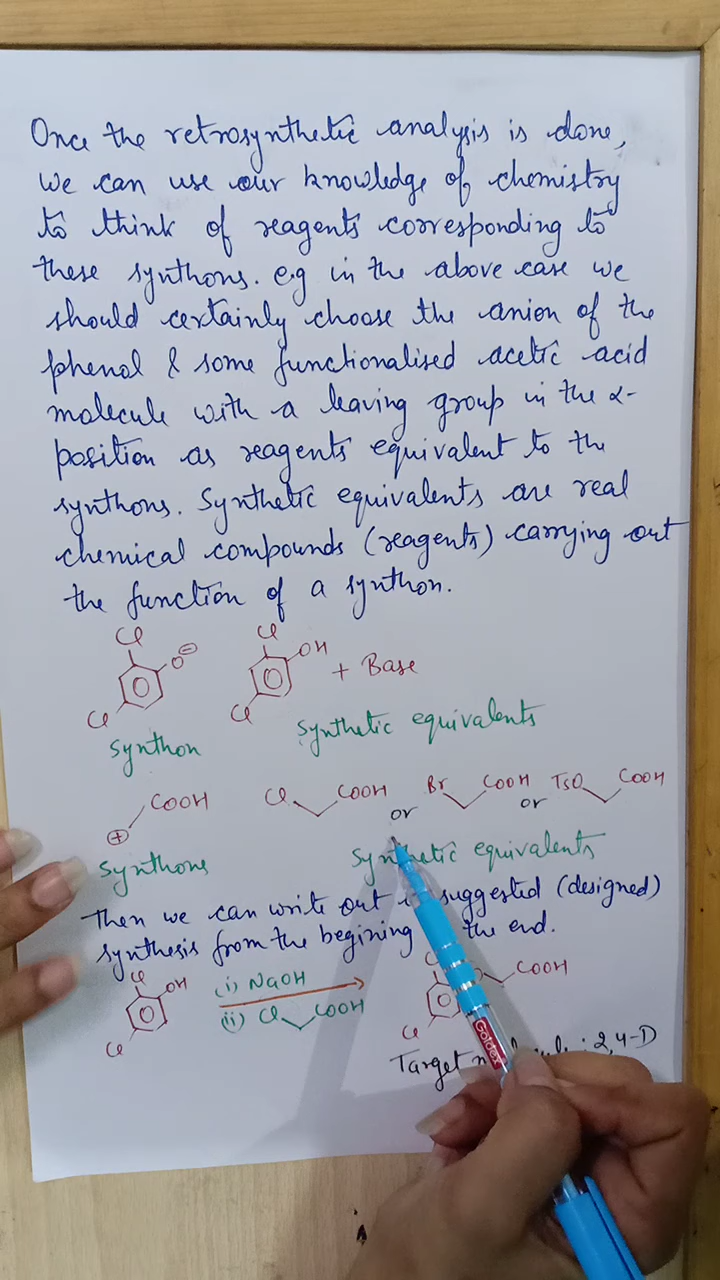 Once the retrosynthetic analysis is done,
we can use our knowledge of chemistry
to think of reagents corresponding to
these synthons. e.g in the above case we
should certainly choose the anion of the
phenol & some functionalised acetic acid
molecule with a leaving group in the α-
position as reagents equivalent to the
synthons. Synthetic equivalents are real
chemical compounds (reagents) carrying out
the function of a synthon.
Cl Cl
O⊖ OH + Base
Cl Cl
Synthon Synthetic equivalents
COOH Cl COOH or Br COOH or TsO COOH
⊕
Synthons Synthetic equivalents
Then we can write out suggested (designed)
synthesis from the begining the end.
Cl OH (i) NaOH COOH
Cl (ii) Cl COOH Cl
Target : 2,4-D
Goldex